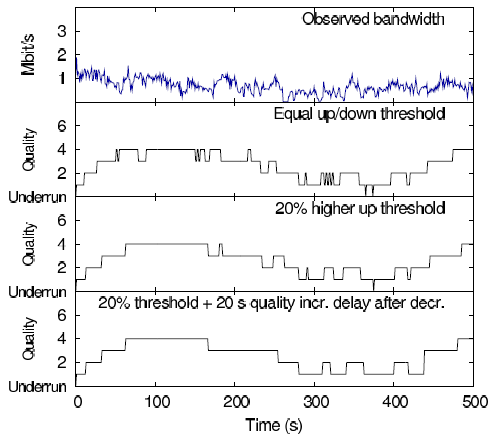 Observed bandwidth
Mbit/s
3
2
1
Equal up/down threshold
Quality
6
4
2
Underrun
20% higher up threshold
Quality
6
4
2
Underrun
20% threshold + 20 s quality incr. delay after decr.
Quality
6
4
2
Underrun
0 100 200 300 400 500
Time (s)